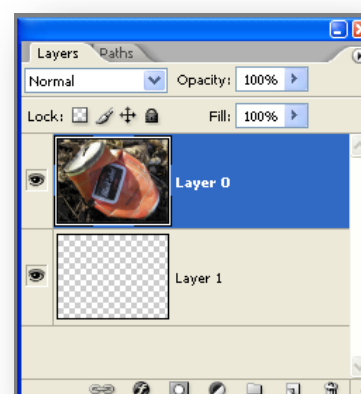 Layers Paths
Normal Opacity: 100%
Lock: Fill: 100%
Layer 0
Layer 1